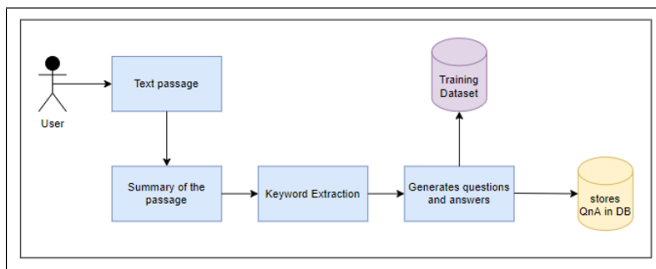 Text passage
Training
Dataset
User
Summary of the
passage
Keyword Extraction
Generates questions
and answers
stores
QnA in DB